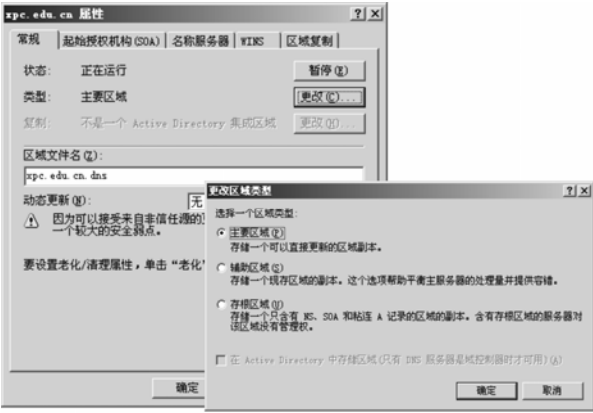 xpc.edu.cn 属性
常规 起始授权机构(SOA) 名称服务器 WINS 区域复制
状态: 正在运行 暂停(E)
类型: 主要区域 更改(C)...
复制: 不是一个 Active Directory 集成区域 更改(H)...
区域文件名(Z):
xpc.edu.cn.dns
动态更新(N): 无
因为可以接受来自非信任源的
一个较大的安全弱点。
要设置老化/清理属性，单击“老化”
确定
更改区域类型
选择一个区域类型:
主要区域(P)
存储一个可以直接更新的区域副本。
辅助区域(S)
存储一个现存区域的副本。这个选项帮助平衡主服务器的处理量并提供容错。
存根区域(U)
存储一个只含有 NS、SOA 和粘连 A 记录的区域的副本。含有存根区域的服务器对
该区域没有管理权。
在 Active Directory 中存储区域(只有 DNS 服务器是域控制器时才可用)(A)
确定 取消